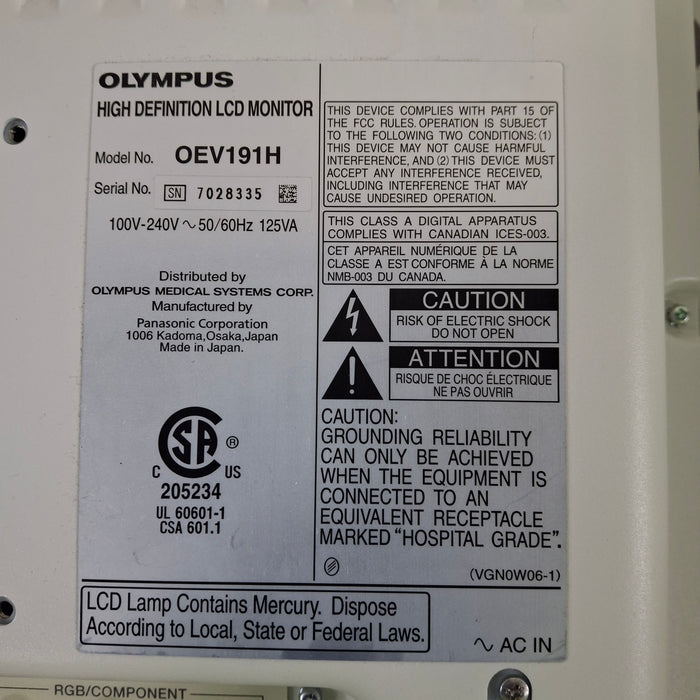 OLYMPUS
HIGH DEFINITION LCD MONITOR
Model No. OEV191H
Serial No. SN 7028335
100V-240V ~ 50/60Hz 125VA
Distributed by
OLYMPUS MEDICAL SYSTEMS CORP.
Manufactured by
Panasonic Corporation
1006 Kadoma,Osaka,Japan
Made in Japan.
CSA ®
C US
205234
UL 60601-1
CSA 601.1
THIS DEVICE COMPLIES WITH PART 15 OF
THE FCC RULES. OPERATION IS SUBJECT
TO THE FOLLOWING TWO CONDITIONS: (1)
THIS DEVICE MAY NOT CAUSE HARMFUL
INTERFERENCE, AND (2) THIS DEVICE MUST
ACCEPT ANY INTERFERENCE RECEIVED,
INCLUDING INTERFERENCE THAT MAY
CAUSE UNDESIRED OPERATION.
THIS CLASS A DIGITAL APPARATUS
COMPLIES WITH CANADIAN ICES-003.
CET APPAREIL NUMÉRIQUE DE LA
CLASSE A EST CONFORME À LA NORME
NMB-003 DU CANADA.
CAUTION
RISK OF ELECTRIC SHOCK
DO NOT OPEN
ATTENTION
RISQUE DE CHOC ÉLECTRIQUE
NE PAS OUVRIR
CAUTION:
GROUNDING RELIABILITY
CAN ONLY BE ACHIEVED
WHEN THE EQUIPMENT IS
CONNECTED TO AN
EQUIVALENT RECEPTACLE
MARKED “HOSPITAL GRADE”.
(VGN0W06-1)
LCD Lamp Contains Mercury. Dispose
According to Local, State or Federal Laws.
~ AC IN
RGB/COMPONENT